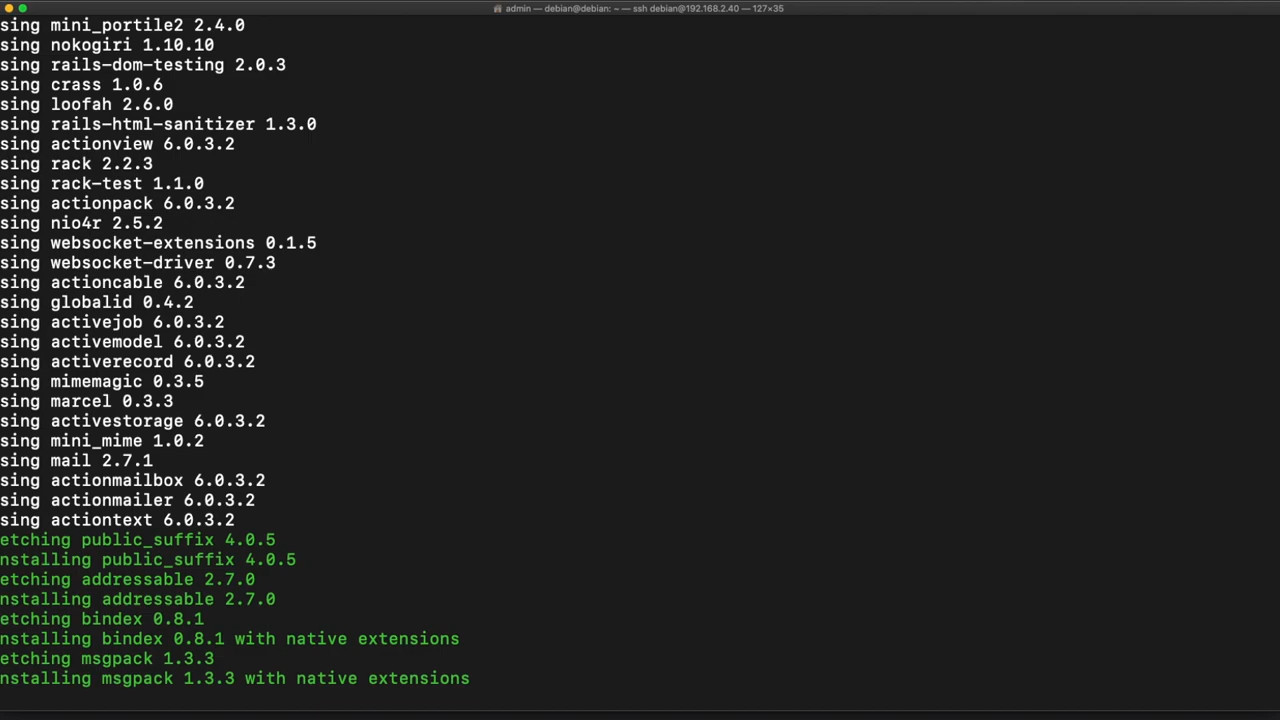 admin — debian@debian: ~ — ssh debian@192.168.2.40 — 127×35
sing mini_portile2 2.4.0
sing nokogiri 1.10.10
sing rails-dom-testing 2.0.3
sing crass 1.0.6
sing loofah 2.6.0
sing rails-html-sanitizer 1.3.0
sing actionview 6.0.3.2
sing rack 2.2.3
sing rack-test 1.1.0
sing actionpack 6.0.3.2
sing nio4r 2.5.2
sing websocket-extensions 0.1.5
sing websocket-driver 0.7.3
sing actioncable 6.0.3.2
sing globalid 0.4.2
sing activejob 6.0.3.2
sing activemodel 6.0.3.2
sing activerecord 6.0.3.2
sing mimemagic 0.3.5
sing marcel 0.3.3
sing activestorage 6.0.3.2
sing mini_mime 1.0.2
sing mail 2.7.1
sing actionmailbox 6.0.3.2
sing actionmailer 6.0.3.2
sing actiontext 6.0.3.2
etching public_suffix 4.0.5
nstalling public_suffix 4.0.5
etching addressable 2.7.0
nstalling addressable 2.7.0
etching bindex 0.8.1
nstalling bindex 0.8.1 with native extensions
etching msgpack 1.3.3
nstalling msgpack 1.3.3 with native extensions